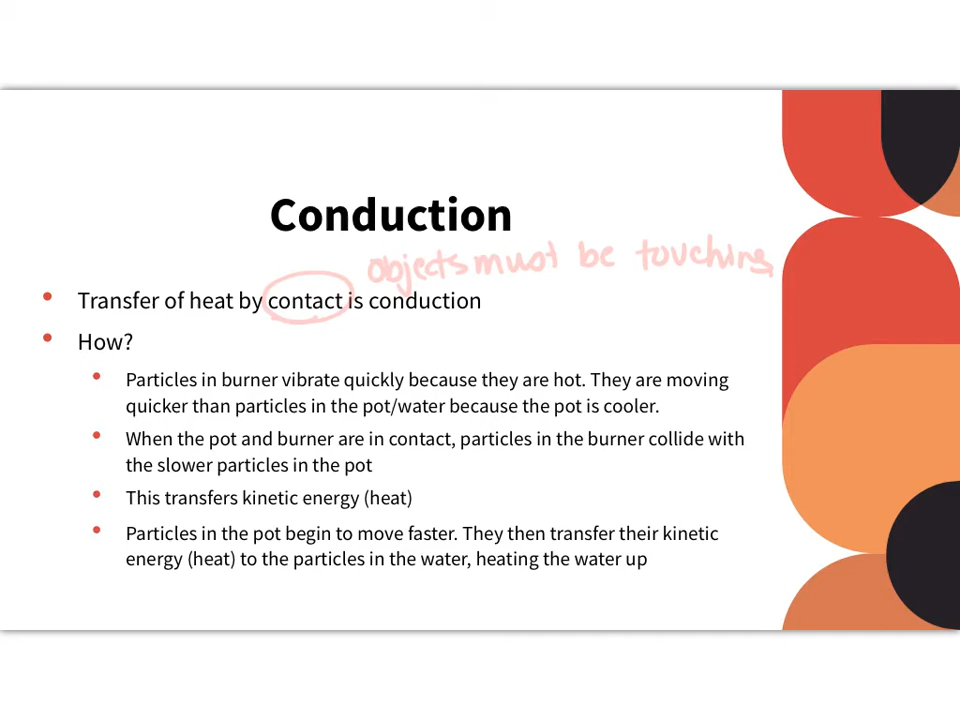 Conduction
objects must be touching
Transfer of heat by contact is conduction
How?
Particles in burner vibrate quickly because they are hot. They are moving
quicker than particles in the pot/water because the pot is cooler.
When the pot and burner are in contact, particles in the burner collide with
the slower particles in the pot
This transfers kinetic energy (heat)
Particles in the pot begin to move faster. They then transfer their kinetic
energy (heat) to the particles in the water, heating the water up